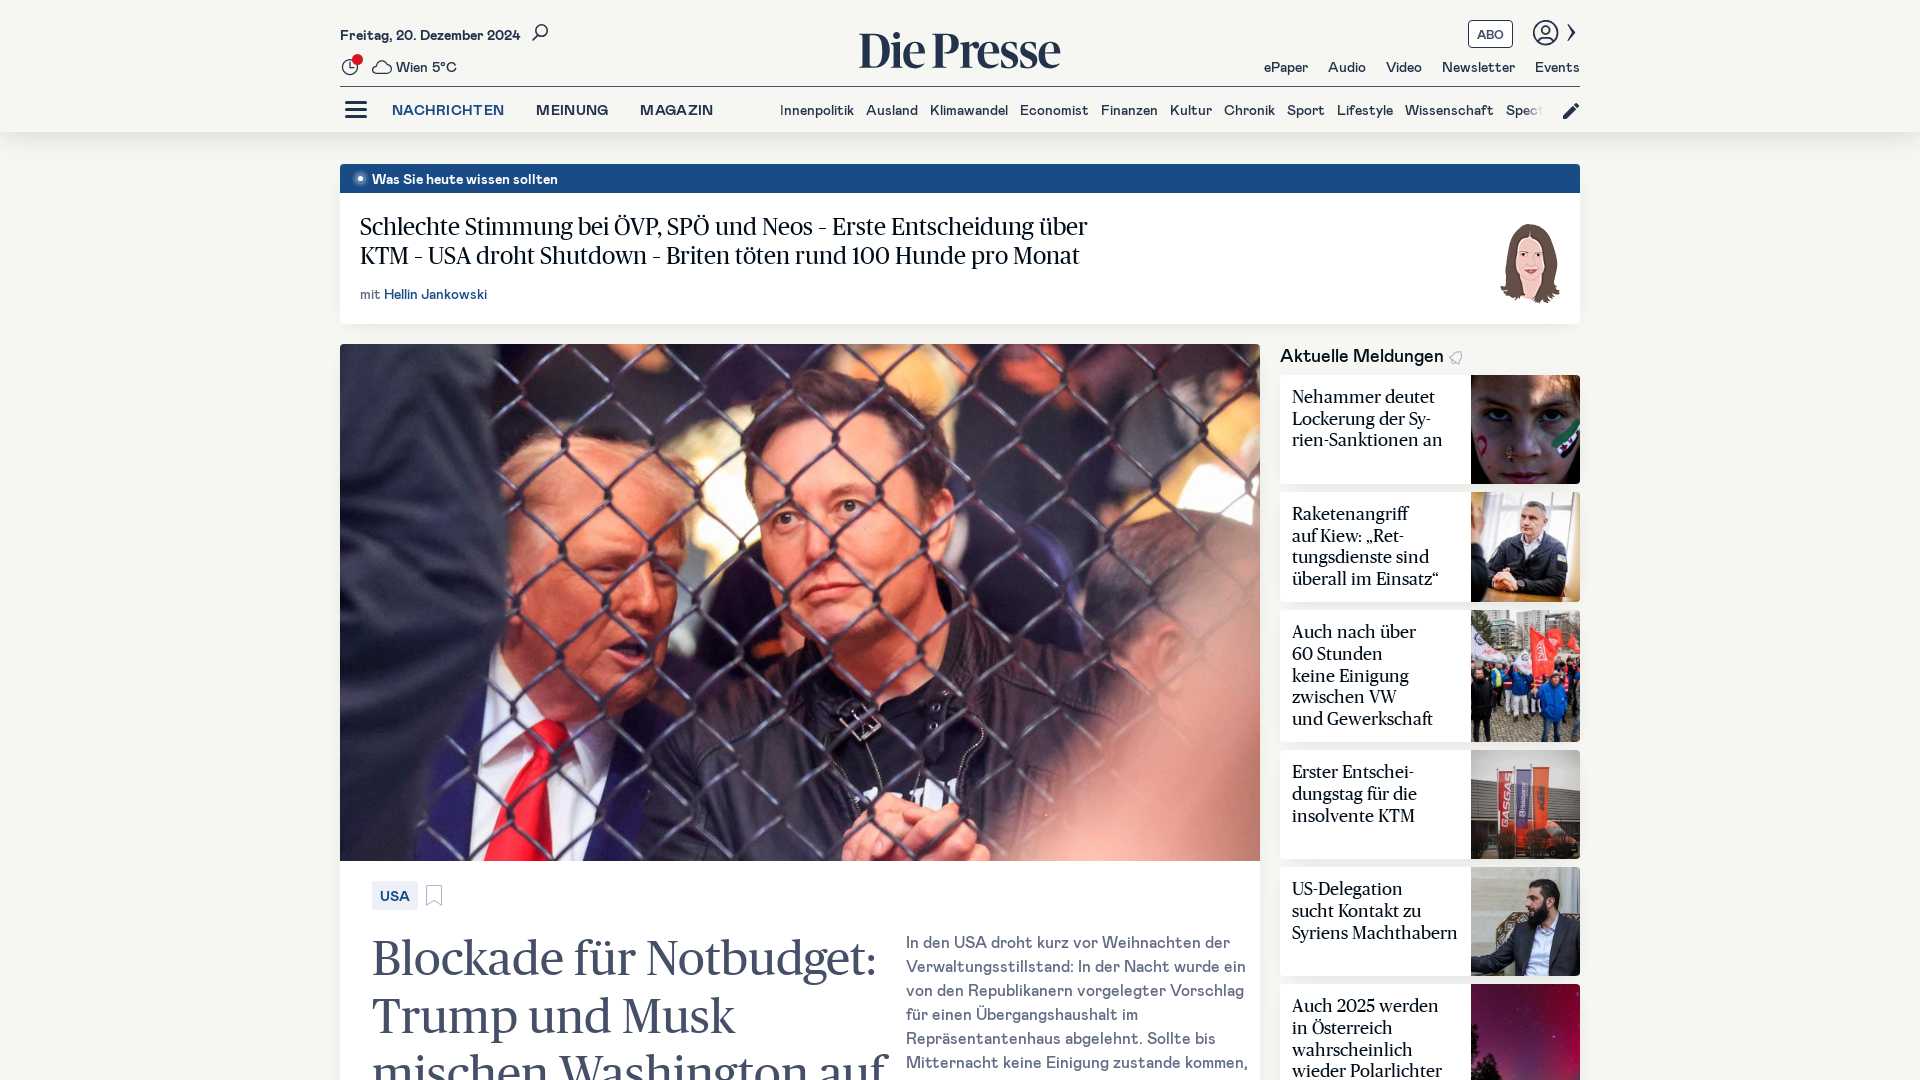 Freitag, 20. Dezember 2024
Wien 5°C
Die Presse
ABO
ePaper Audio Video Newsletter Events
NACHRICHTEN MEINUNG MAGAZIN
Innenpolitik Ausland Klimawandel Economist Finanzen Kultur Chronik Sport Lifestyle Wissenschaft Spect
Was Sie heute wissen sollten
Schlechte Stimmung bei ÖVP, SPÖ und Neos – Erste Entscheidung über
KTM – USA droht Shutdown – Briten töten rund 100 Hunde pro Monat
mit Hellin Jankowski
USA
Blockade für Notbudget:
Trump und Musk
mischen Washington auf
In den USA droht kurz vor Weihnachten der
Verwaltungsstillstand: In der Nacht wurde ein
von den Republikanern vorgelegter Vorschlag
für einen Übergangshaushalt im
Repräsentantenhaus abgelehnt. Sollte bis
Mitternacht keine Einigung zustande kommen,
Aktuelle Meldungen
Nehammer deutet
Lockerung der Sy-
rien-Sanktionen an
Raketenangriff
auf Kiew: „Ret-
tungsdienste sind
überall im Einsatz“
Auch nach über
60 Stunden
keine Einigung
zwischen VW
und Gewerkschaft
Erster Entschei-
dungstag für die
insolvente KTM
GASGAS
US-Delegation
sucht Kontakt zu
Syriens Machthabern
Auch 2025 werden
in Österreich
wahrscheinlich
wieder Polarlichter